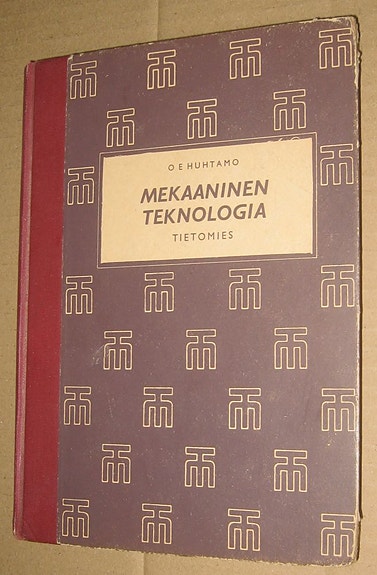 O E HUHTAMO
MEKAANINEN
TEKNOLOGIA
TIETOMIES